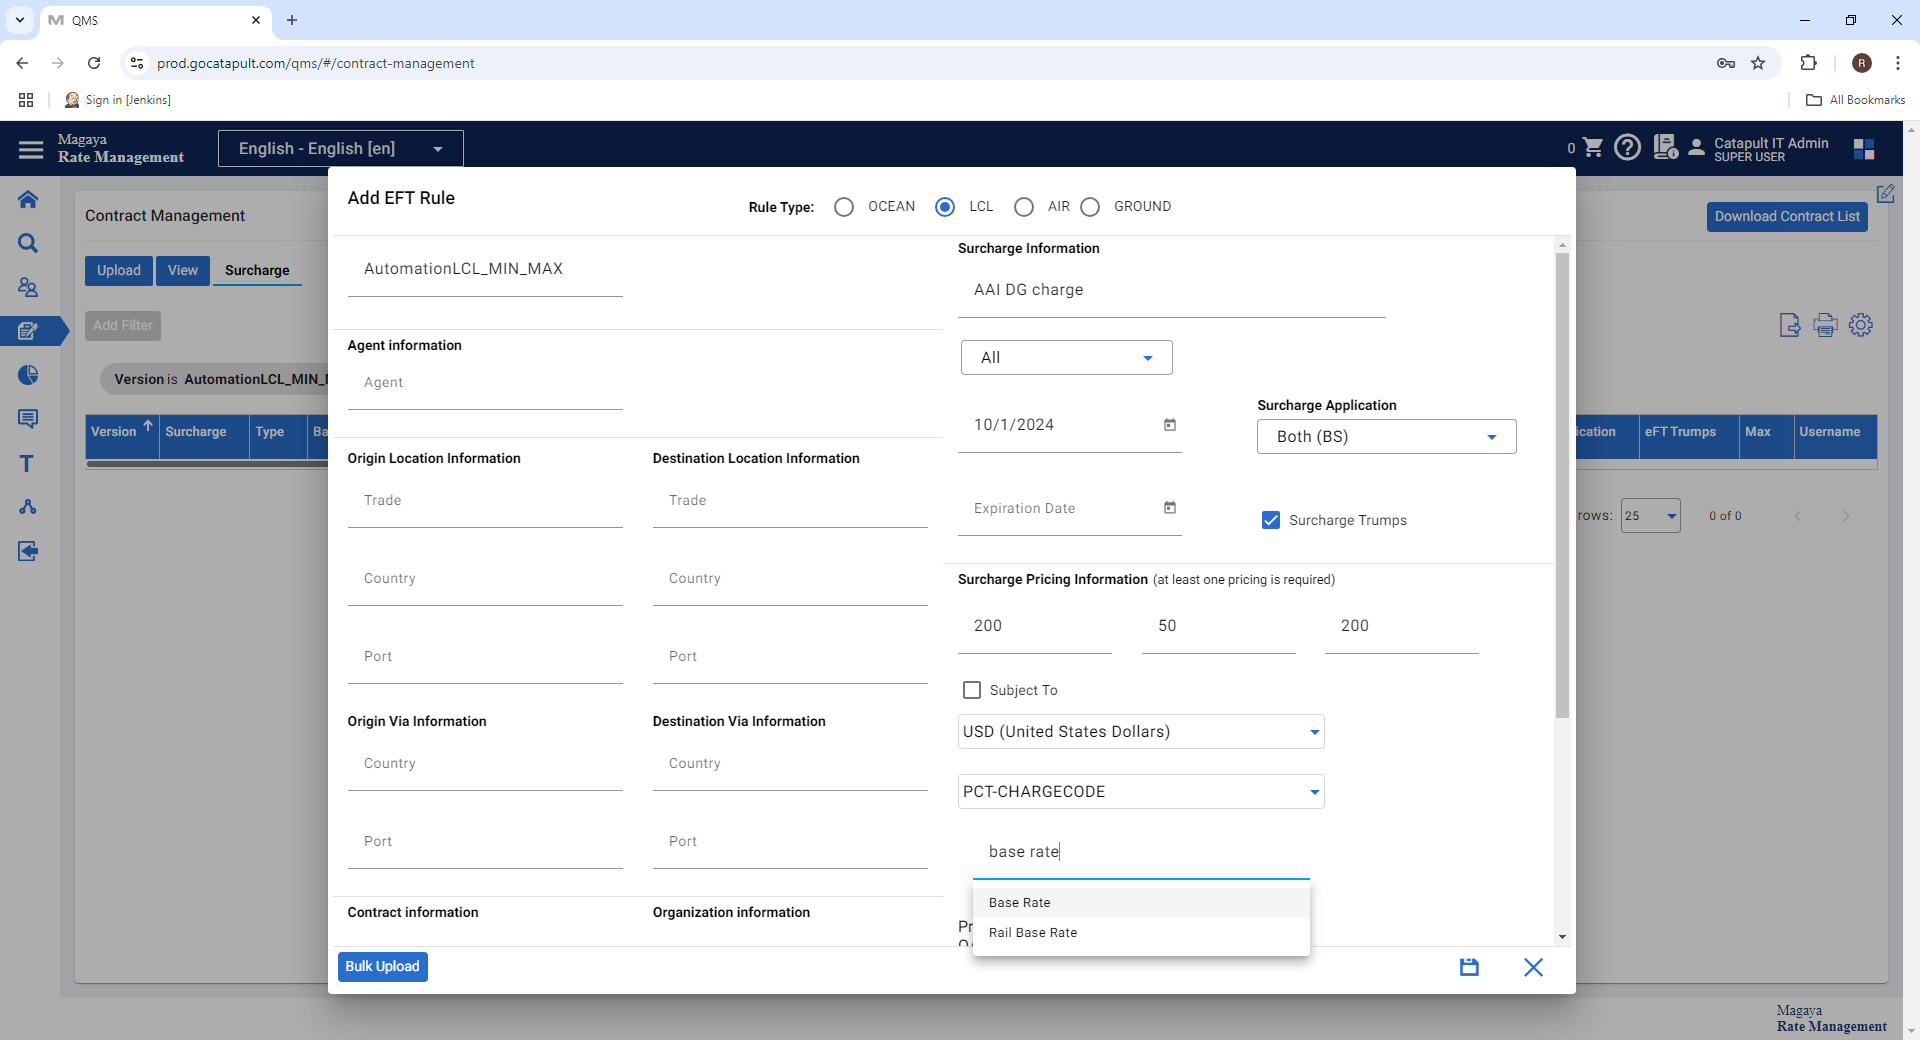 QMS
prod.gocatapult.com/qms/#/contract-management
R
Sign in [Jenkins]
All Bookmarks
Magaya
Rate Management
English - English [en]
0
Catapult IT Admin
SUPER USER
Contract Management
Download Contract List
Upload
View
Surcharge
Add Filter
Version is AutomationLCL_MIN_
Version
Surcharge
Type
Ba
ication
eFT Trumps
Max
Username
rows:
25
0 of 0
Add EFT Rule
Rule Type:
OCEAN
LCL
AIR
GROUND
AutomationLCL_MIN_MAX
Agent information
Agent
Origin Location Information
Destination Location Information
Trade
Trade
Country
Country
Port
Port
Origin Via Information
Destination Via Information
Country
Country
Port
Port
Contract information
Organization information
Surcharge Information
AAI DG charge
All
10/1/2024
Surcharge Application
Both (BS)
Expiration Date
Surcharge Trumps
Surcharge Pricing Information (at least one pricing is required)
200
50
200
Subject To
USD (United States Dollars)
PCT-CHARGECODE
base rate
Base Rate
Rail Base Rate
Pr
Bulk Upload
Magaya
Rate Management